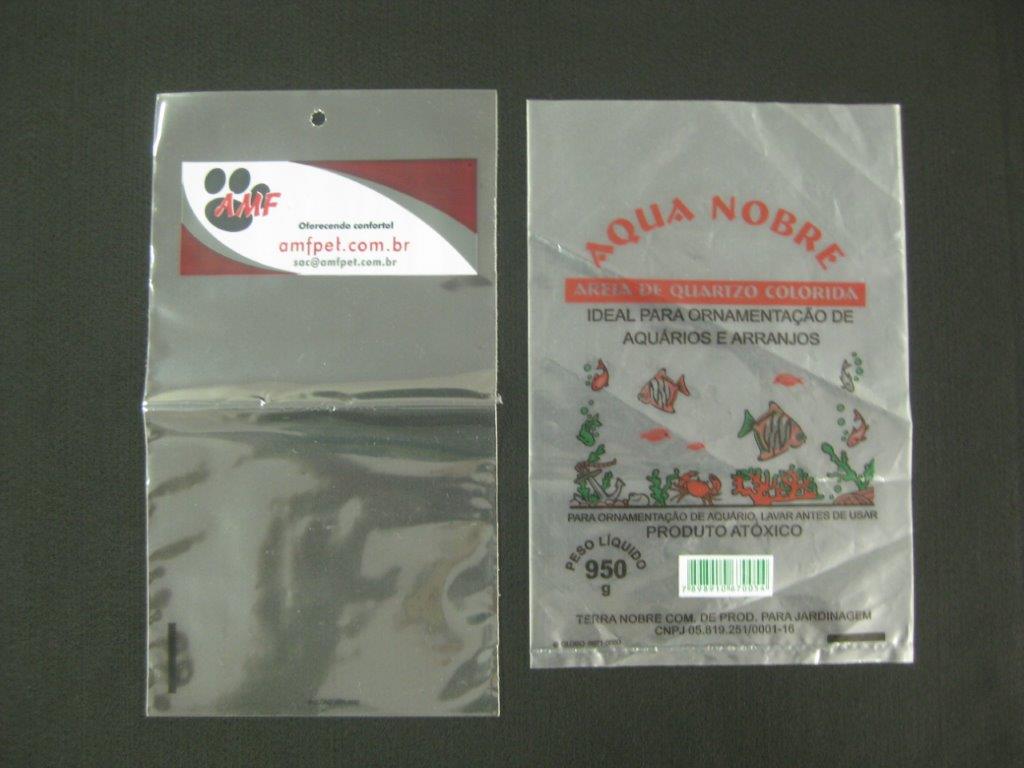 AMF
Oferecendo conforto!
amfpet.com.br
sac@amfpet.com.br
AQUA NOBRE
AREIA DE QUARTZO COLORIDA
IDEAL PARA ORNAMENTAÇÃO DE
AQUÁRIOS E ARRANJOS
PARA ORNAMENTAÇÃO DE AQUÁRIO, LAVAR ANTES DE USAR
PRODUTO ATÓXICO
PESO LÍQUIDO
950
g
TERRA NOBRE COM. DE PROD. PARA JARDINAGEM
CNPJ 05.819.251/0001-16